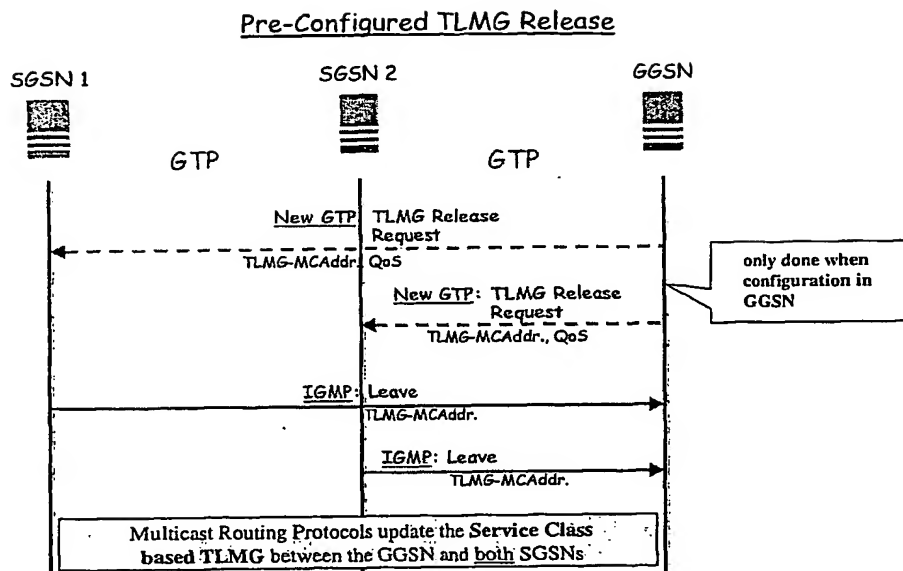 Pre-Configured TLMG Release
SGSN 1
SGSN 2
GGSN
GTP
GTP
New GTP TLMG Release
Request
TLMG-MCAddr., QoS
only done when
configuration in
GGSN
New GTP: TLMG Release
Request
TLMG-MCAddr., QoS
IGMP: Leave
TLMG-MCAddr.
IGMP: Leave
TLMG-MCAddr.
Multicast Routing Protocols update the Service Class
based TLMG between the GGSN and both SGSNs